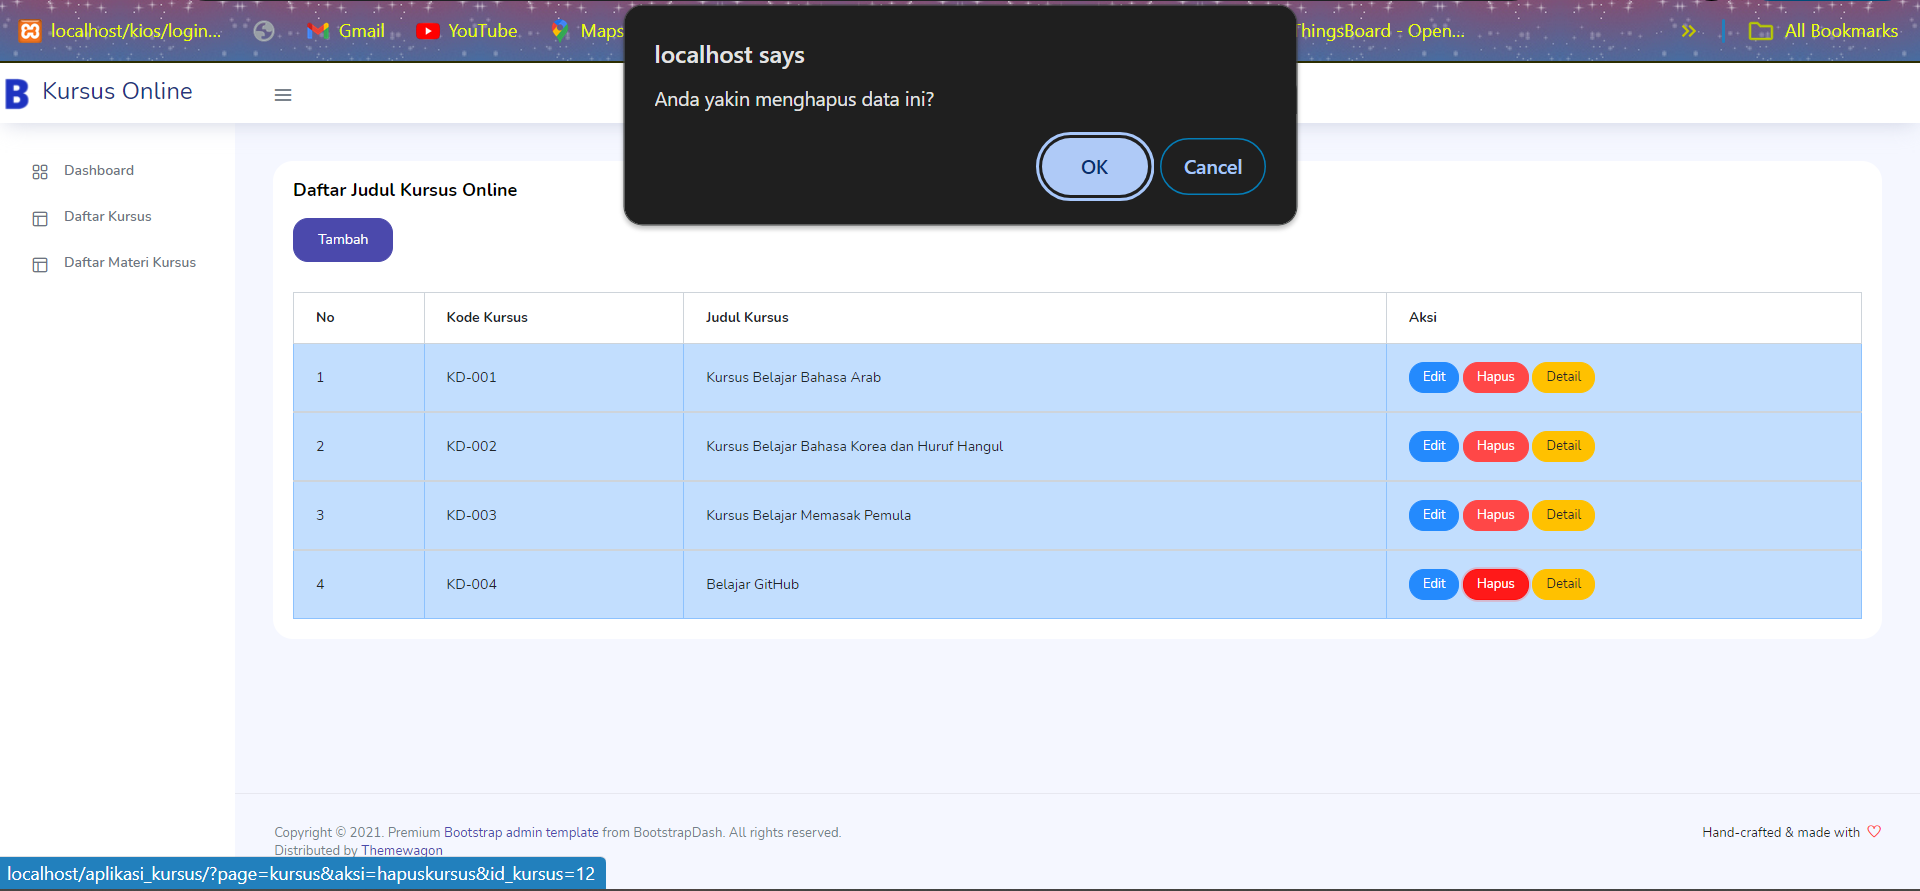 localhost/kios/login...
Gmail
YouTube
Maps
ThingsBoard - Open...
All Bookmarks
localhost says
Anda yakin menghapus data ini?
OK
Cancel
B Kursus Online
Dashboard
Daftar Kursus
Daftar Materi Kursus
Daftar Judul Kursus Online
Tambah
No Kode Kursus Judul Kursus Aksi
1 KD-001 Kursus Belajar Bahasa Arab Edit Hapus Detail
2 KD-002 Kursus Belajar Bahasa Korea dan Huruf Hangul Edit Hapus Detail
3 KD-003 Kursus Belajar Memasak Pemula Edit Hapus Detail
4 KD-004 Belajar GitHub Edit Hapus Detail
Copyright © 2021. Premium Bootstrap admin template from BootstrapDash. All rights reserved.
Distributed by Themewagon
Hand-crafted & made with
localhost/aplikasi_kursus/?page=kursus&aksi=hapuskursus&id_kursus=12